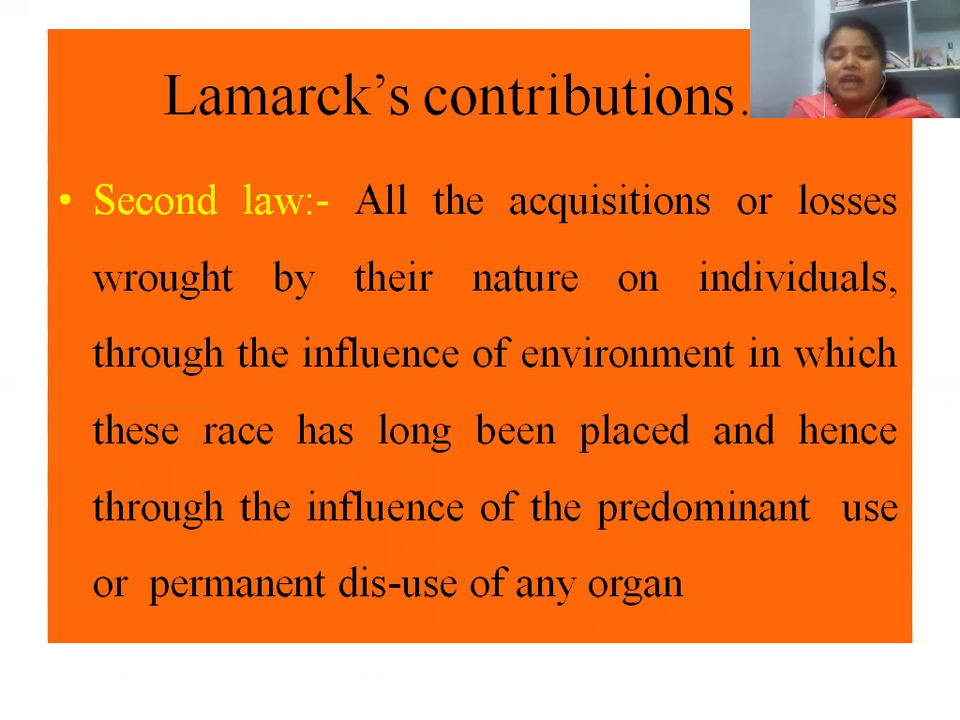 Lamarck’s contributions.
• Second law:- All the acquisitions or losses
wrought by their nature on individuals,
through the influence of environment in which
these race has long been placed and hence
through the influence of the predominant use
or permanent dis-use of any organ